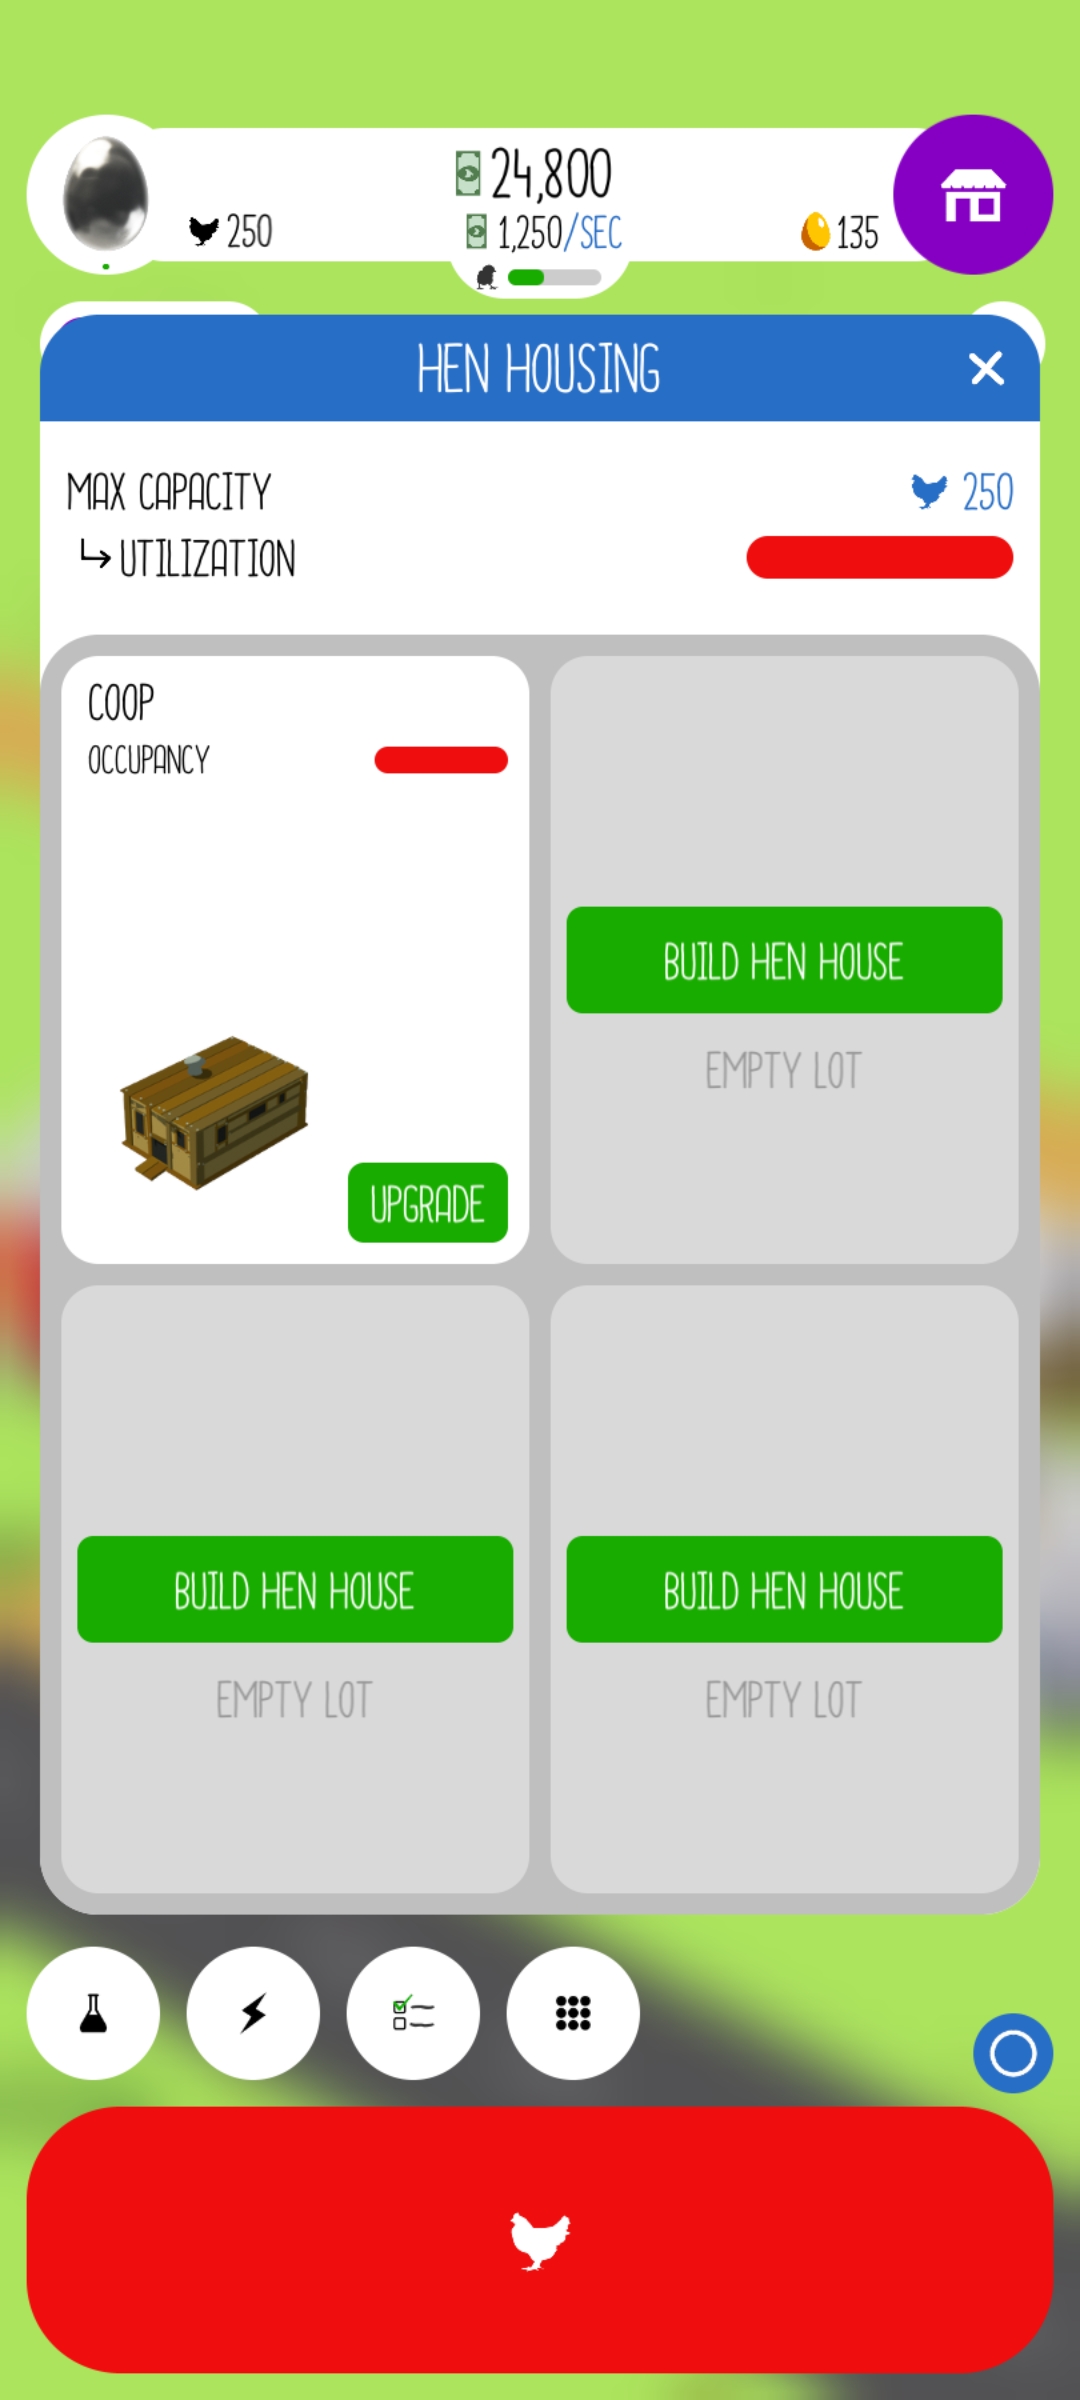 24,800
250
1,250/SEC
135
HEN HOUSING
MAX CAPACITY
250
UTILIZATION
COOP
OCCUPANCY
UPGRADE
BUILD HEN HOUSE
EMPTY LOT
BUILD HEN HOUSE
EMPTY LOT
BUILD HEN HOUSE
EMPTY LOT